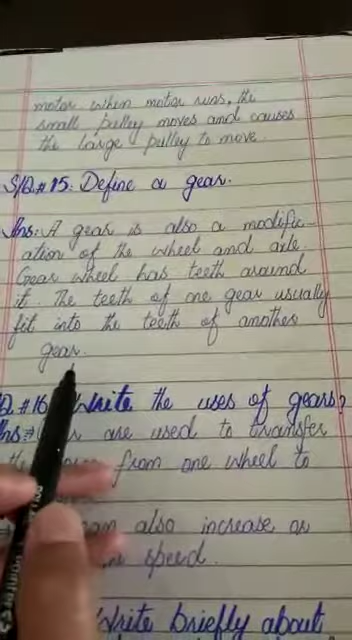 motor when motor runs, the
small pulley moves and causes
the large pulley to move.
S/Q#15: Define a gear.
Ans: A gear is also a modific-
ation of the wheel and axle.
Gear wheel has teeth around
it. The teeth of one gear usually
fit into the teeth of another
gear.
Q#16 Write the uses of gears?
Ans: are used to transfer
from one wheel to
can also increase or
speed.
Write briefly about